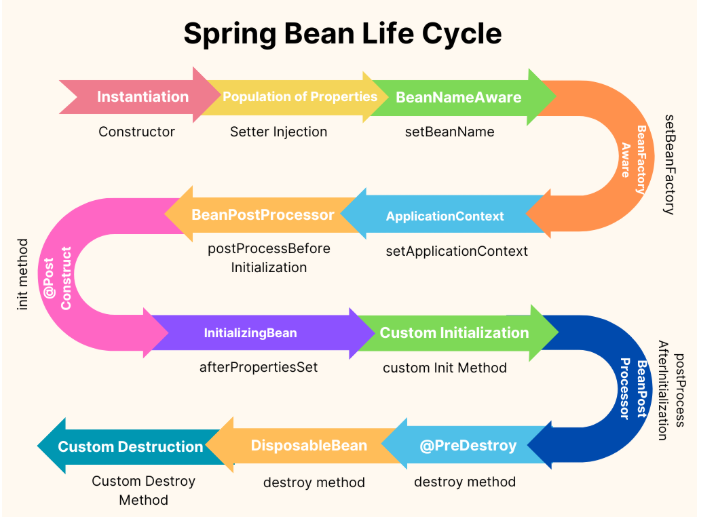 Spring Bean Life Cycle
Instantiation
Constructor
Population of Properties
Setter Injection
BeanNameAware
setBeanName
BeanFactory
Aware
setBeanFactory
ApplicationContext
setApplicationContext
BeanPostProcessor
postProcessBefore
Initialization
@Post
Construct
init method
InitializingBean
afterPropertiesSet
Custom Initialization
custom Init Method
BeanPost
Processor
postProcess
AfterInitialization
@PreDestroy
destroy method
DisposableBean
destroy method
Custom Destruction
Custom Destroy
Method